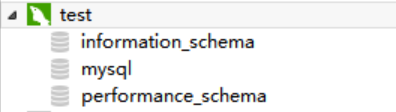 test
information_schema
mysql
performance_schema